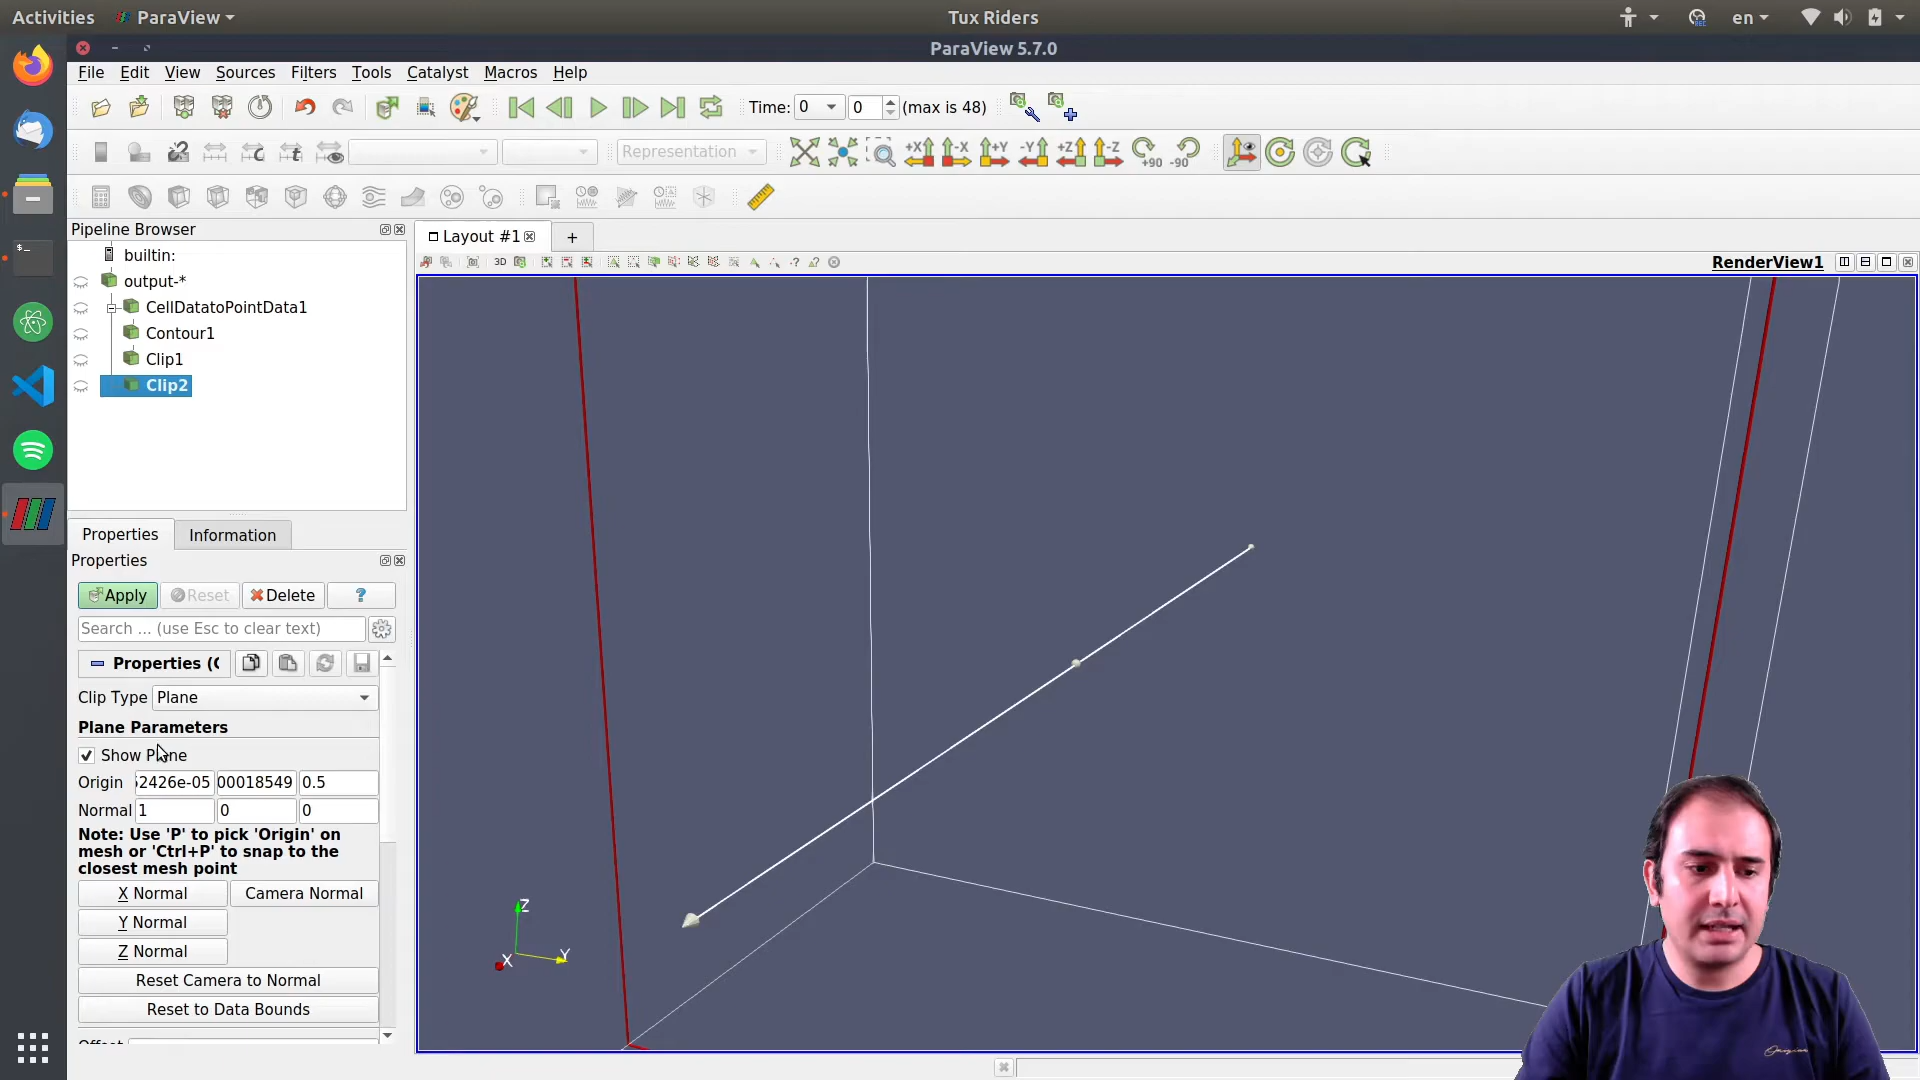 Activities ParaView Tux Riders en
ParaView 5.7.0
File Edit View Sources Filters Tools Catalyst Macros Help
Time: 0 0 (max is 48)
Representation +X -X +Y -Y +Z -Z +90 -90
Pipeline Browser
Layout #1 +
builtin:
3D RenderView1
output-*
CellDatatoPointData1
Contour1
Clip1
Clip2
Properties Information
Properties
Apply Reset Delete ?
Search ... (use Esc to clear text)
Properties (
Clip Type Plane
Plane Parameters
Show Plane
Origin 2426e-05 00018549 0.5
Normal 1 0 0
Note: Use 'P' to pick 'Origin' on
mesh or 'Ctrl+P' to snap to the
closest mesh point
X Normal Camera Normal
Y Normal
Z Normal
Reset Camera to Normal
Reset to Data Bounds
Z
Y
X